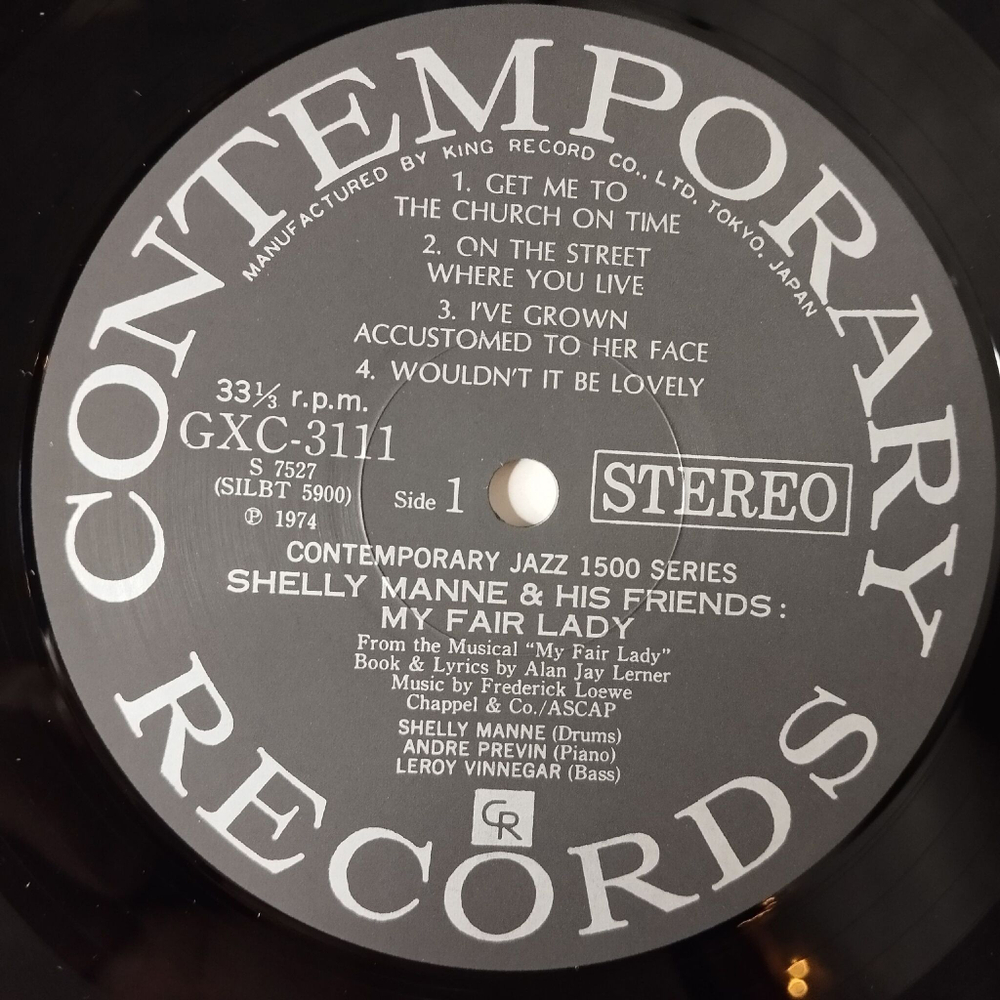 CONTEMPORARY
MANUFACTURED BY KING RECORD CO., LTD, TOKYO, JAPAN
1. GET ME TO
THE CHURCH ON TIME
2. ON THE STREET
WHERE YOU LIVE
3. I'VE GROWN
ACCUSTOMED TO HER FACE
4. WOULDN'T IT BE LOVELY
33⅓ r.p.m.
GXC-3111
S 7527
(SILBT 5900)
℗ 1974
Side 1
STEREO
CONTEMPORARY JAZZ 1500 SERIES
SHELLY MANNE & HIS FRIENDS:
MY FAIR LADY
From the Musical "My Fair Lady"
Book & Lyrics by Alan Jay Lerner
Music by Frederick Loewe
Chappel & Co./ASCAP
SHELLY MANNE (Drums)
ANDRE PREVIN (Piano)
LEROY VINNEGAR (Bass)
CR
RECORDS